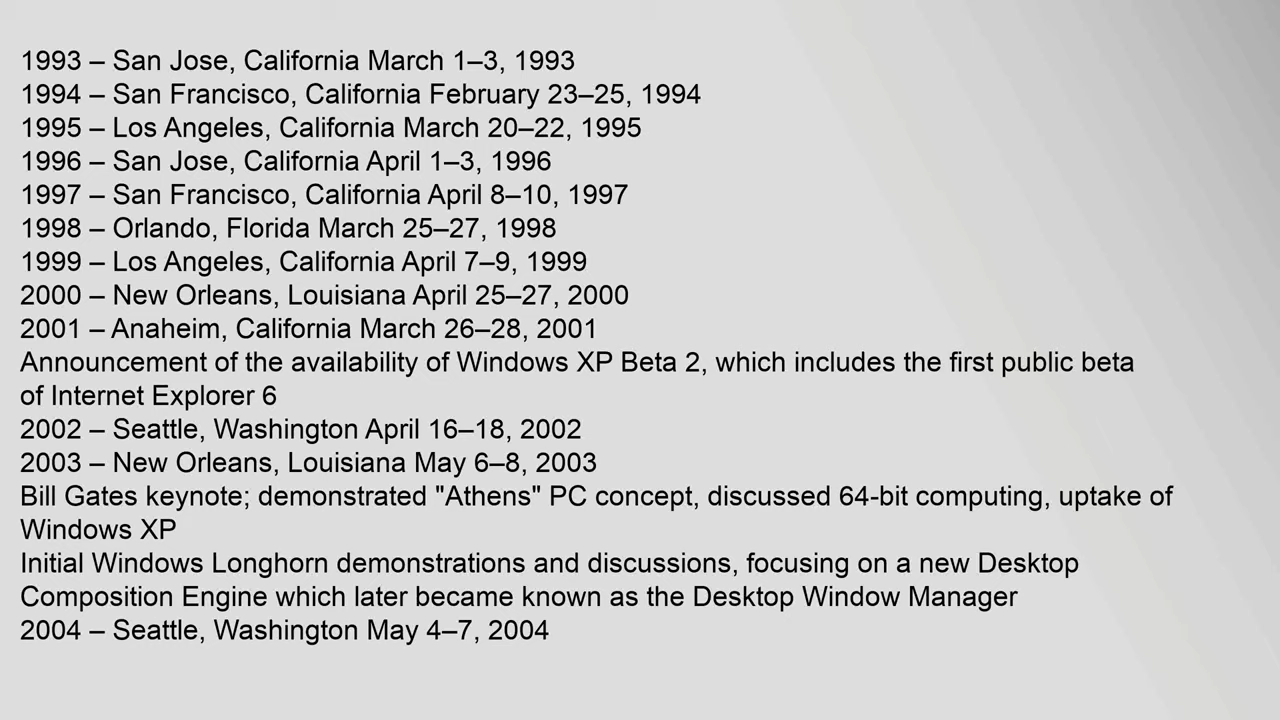 1993 – San Jose, California March 1–3, 1993
1994 – San Francisco, California February 23–25, 1994
1995 – Los Angeles, California March 20–22, 1995
1996 – San Jose, California April 1–3, 1996
1997 – San Francisco, California April 8–10, 1997
1998 – Orlando, Florida March 25–27, 1998
1999 – Los Angeles, California April 7–9, 1999
2000 – New Orleans, Louisiana April 25–27, 2000
2001 – Anaheim, California March 26–28, 2001
Announcement of the availability of Windows XP Beta 2, which includes the first public beta
of Internet Explorer 6
2002 – Seattle, Washington April 16–18, 2002
2003 – New Orleans, Louisiana May 6–8, 2003
Bill Gates keynote; demonstrated "Athens" PC concept, discussed 64-bit computing, uptake of
Windows XP
Initial Windows Longhorn demonstrations and discussions, focusing on a new Desktop
Composition Engine which later became known as the Desktop Window Manager
2004 – Seattle, Washington May 4–7, 2004